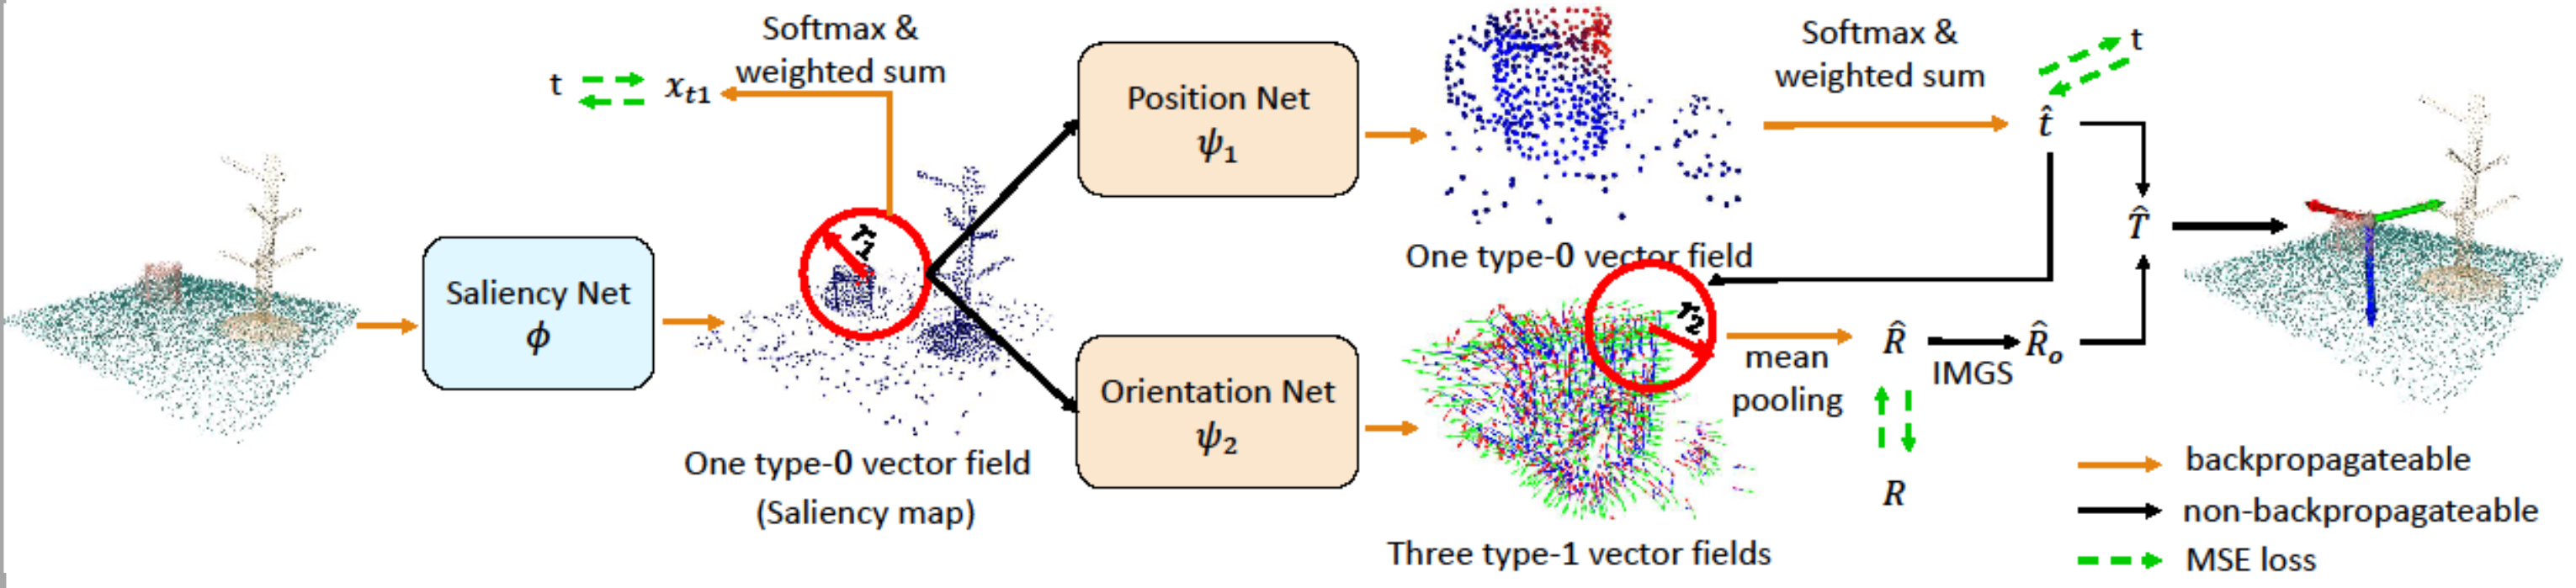 Softmax &
weighted sum
t
x_{t1}
Saliency Net
ϕ
r₁
One type-0 vector field
(Saliency map)
Position Net
ψ₁
Orientation Net
ψ₂
One type-0 vector field
r₂
Three type-1 vector fields
Softmax &
weighted sum
t
t̂
T̂
mean
pooling
R̂
IMGS
R̂ₒ
R
backpropagateable
non-backpropagateable
MSE loss